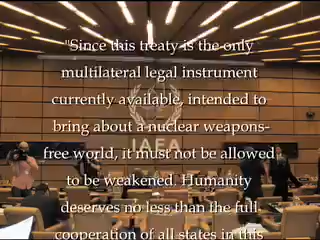 "Since this treaty is the only
multilateral legal instrument
currently available, intended to
bring about a nuclear weapons-
free world, it must not be allowed
IAEA
to be weakened. Humanity
deserves no less than the full
cooperation of all states in this